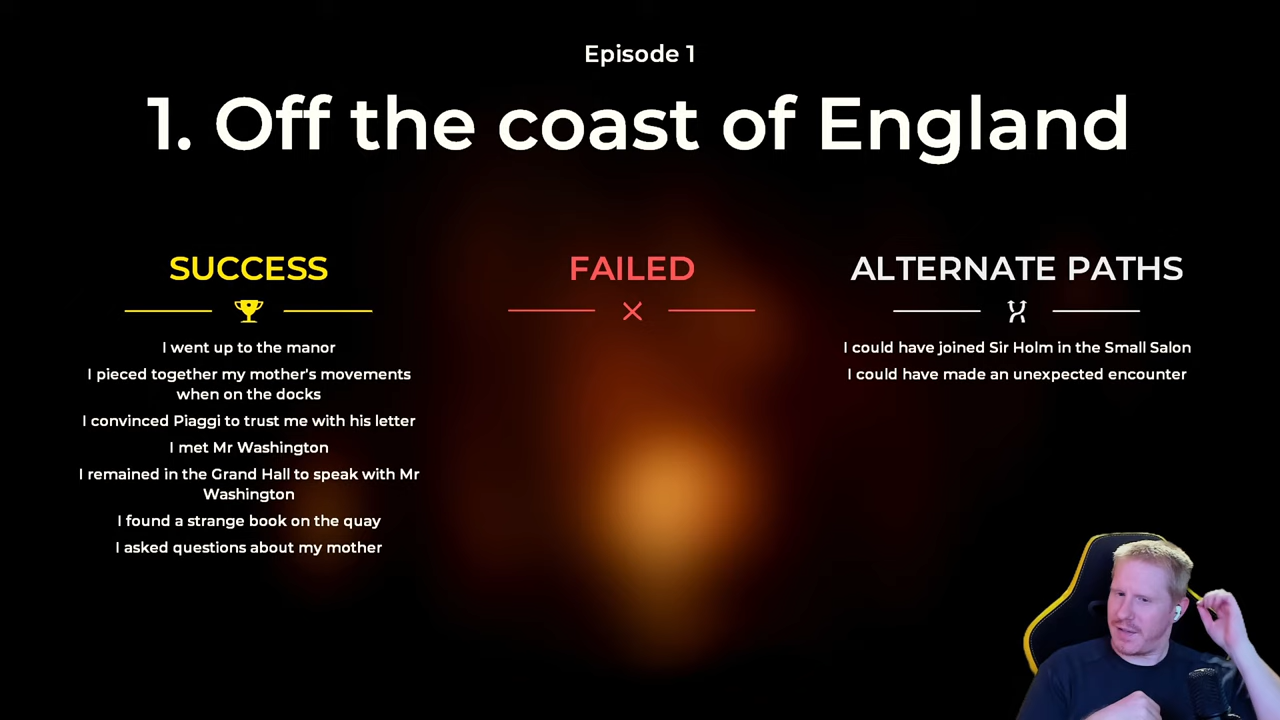 Episode 1
1. Off the coast of England
SUCCESS
I went up to the manor
I pieced together my mother's movements
when on the docks
I convinced Piaggi to trust me with his letter
I met Mr Washington
I remained in the Grand Hall to speak with Mr
Washington
I found a strange book on the quay
I asked questions about my mother
FAILED
ALTERNATE PATHS
I could have joined Sir Holm in the Small Salon
I could have made an unexpected encounter